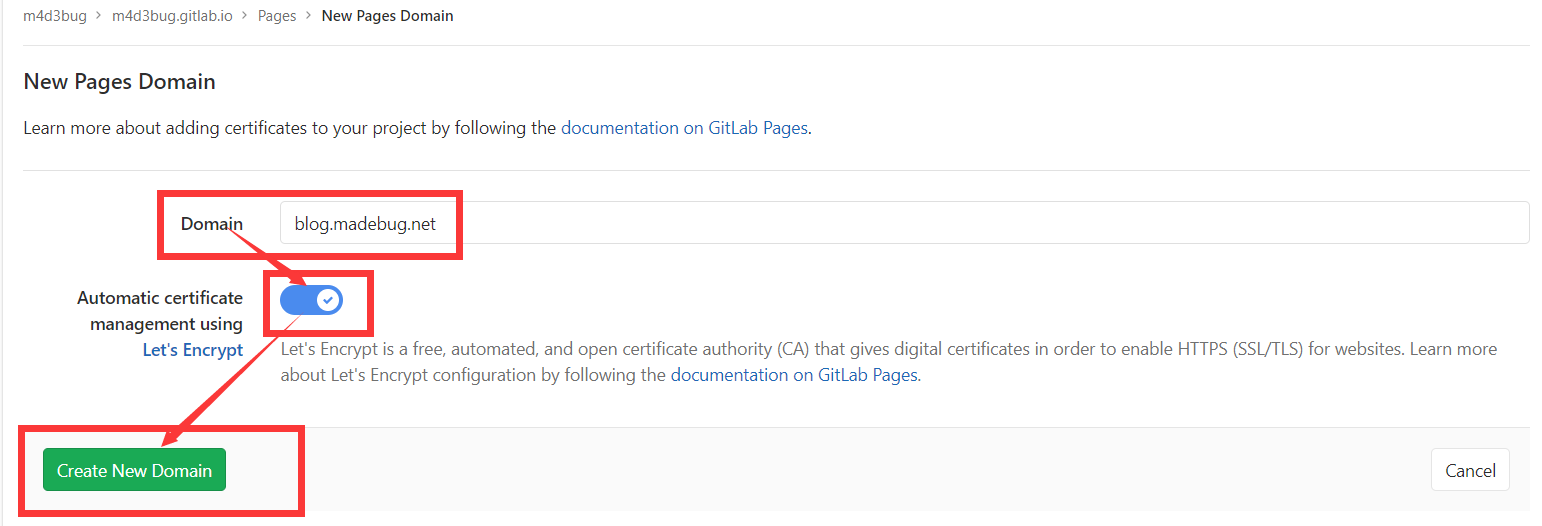 m4d3bug > m4d3bug.gitlab.io > Pages > New Pages Domain
New Pages Domain
Learn more about adding certificates to your project by following the documentation on GitLab Pages.
Domain
blog.madebug.net
Automatic certificate
management using
Let's Encrypt
Let's Encrypt is a free, automated, and open certificate authority (CA) that gives digital certificates in order to enable HTTPS (SSL/TLS) for websites. Learn more
about Let's Encrypt configuration by following the documentation on GitLab Pages.
Create New Domain
Cancel